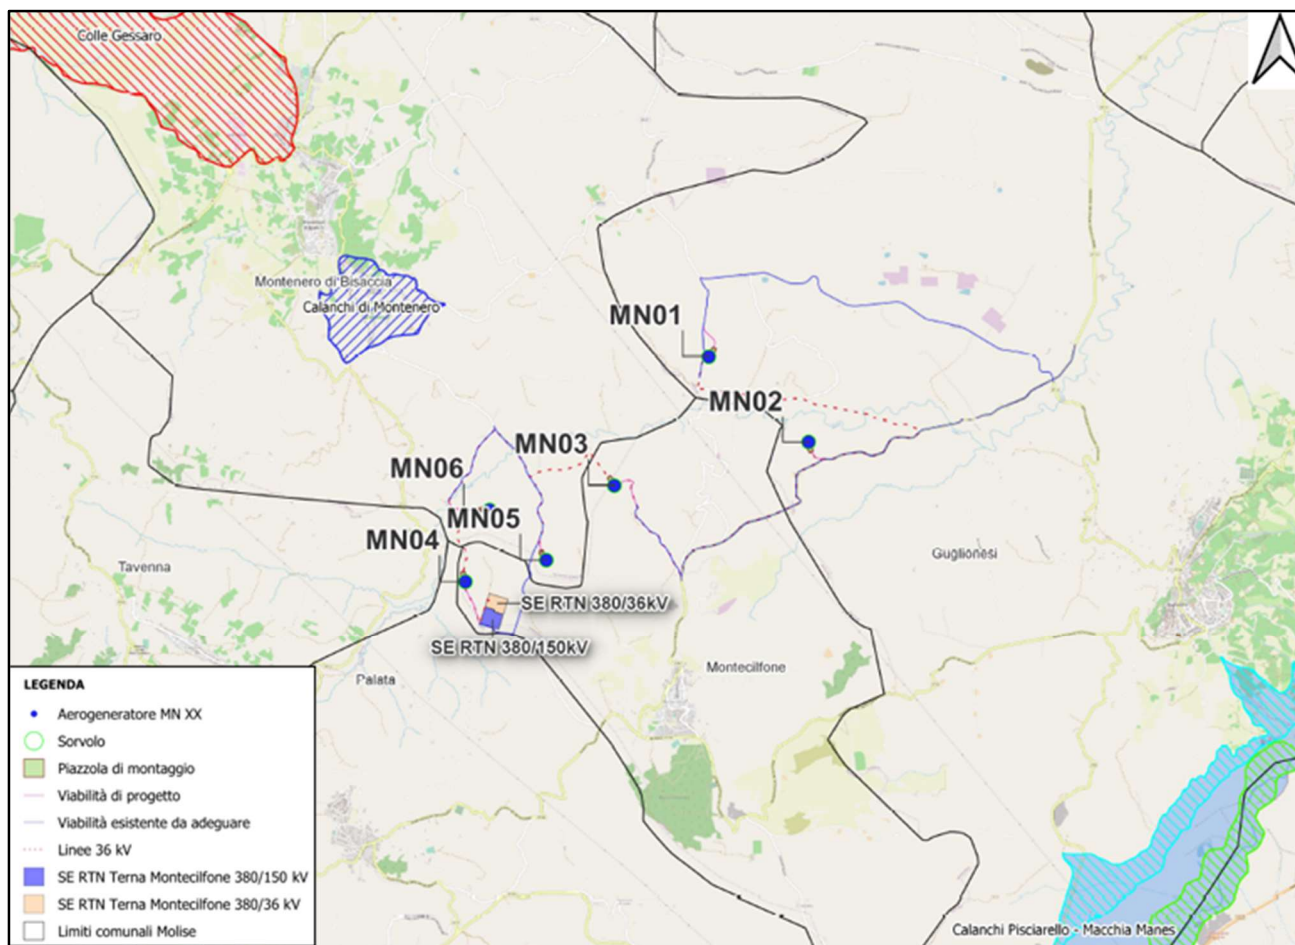 Colle Gessaro
Montenero di Bisaccia
Calanchi di Montenero
MN01
MN02
MN03
MN06
MN05
MN04
Tavenna
Guglionesi
SE RTN 380/36kV
SE RTN 380/150kV
Montecilfone
Palata
LEGENDA
Aerogeneratore MN XX
Sorvolo
Piazzola di montaggio
Viabilità di progetto
Viabilità esistente da adeguare
Linee 36 kV
SE RTN Terna Montecilfone 380/150 kV
SE RTN Terna Montecilfone 380/36 kV
Limiti comunali Molise
Calanchi Pisciarello - Macchia Manes